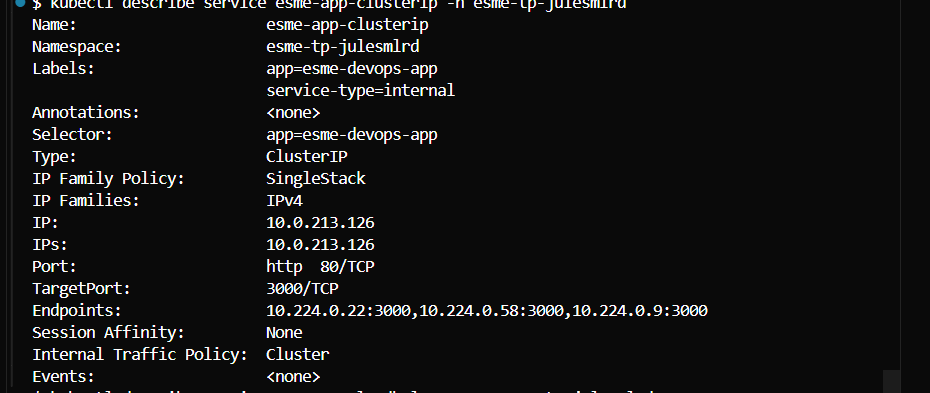 $ kubectl describe service esme-app-clusterip -n esme-tp-julesmlrd
Name: esme-app-clusterip
Namespace: esme-tp-julesmlrd
Labels: app=esme-devops-app
service-type=internal
Annotations: <none>
Selector: app=esme-devops-app
Type: ClusterIP
IP Family Policy: SingleStack
IP Families: IPv4
IP: 10.0.213.126
IPs: 10.0.213.126
Port: http 80/TCP
TargetPort: 3000/TCP
Endpoints: 10.224.0.22:3000,10.224.0.58:3000,10.224.0.9:3000
Session Affinity: None
Internal Traffic Policy: Cluster
Events: <none>